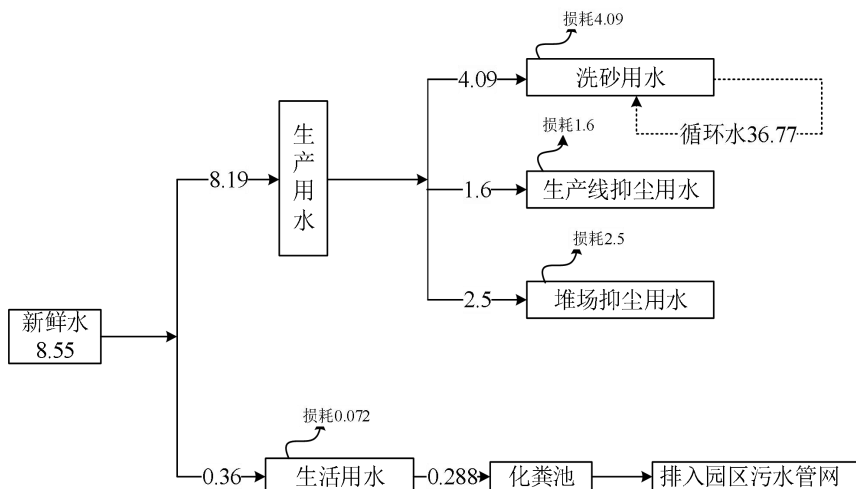 损耗4.09
4.09
洗砂用水
循环水36.77
生产用水
8.19
损耗1.6
1.6
生产线抑尘用水
损耗2.5
2.5
堆场抑尘用水
新鲜水
8.55
损耗0.072
0.36
生活用水
0.288
化粪池
排入园区污水管网